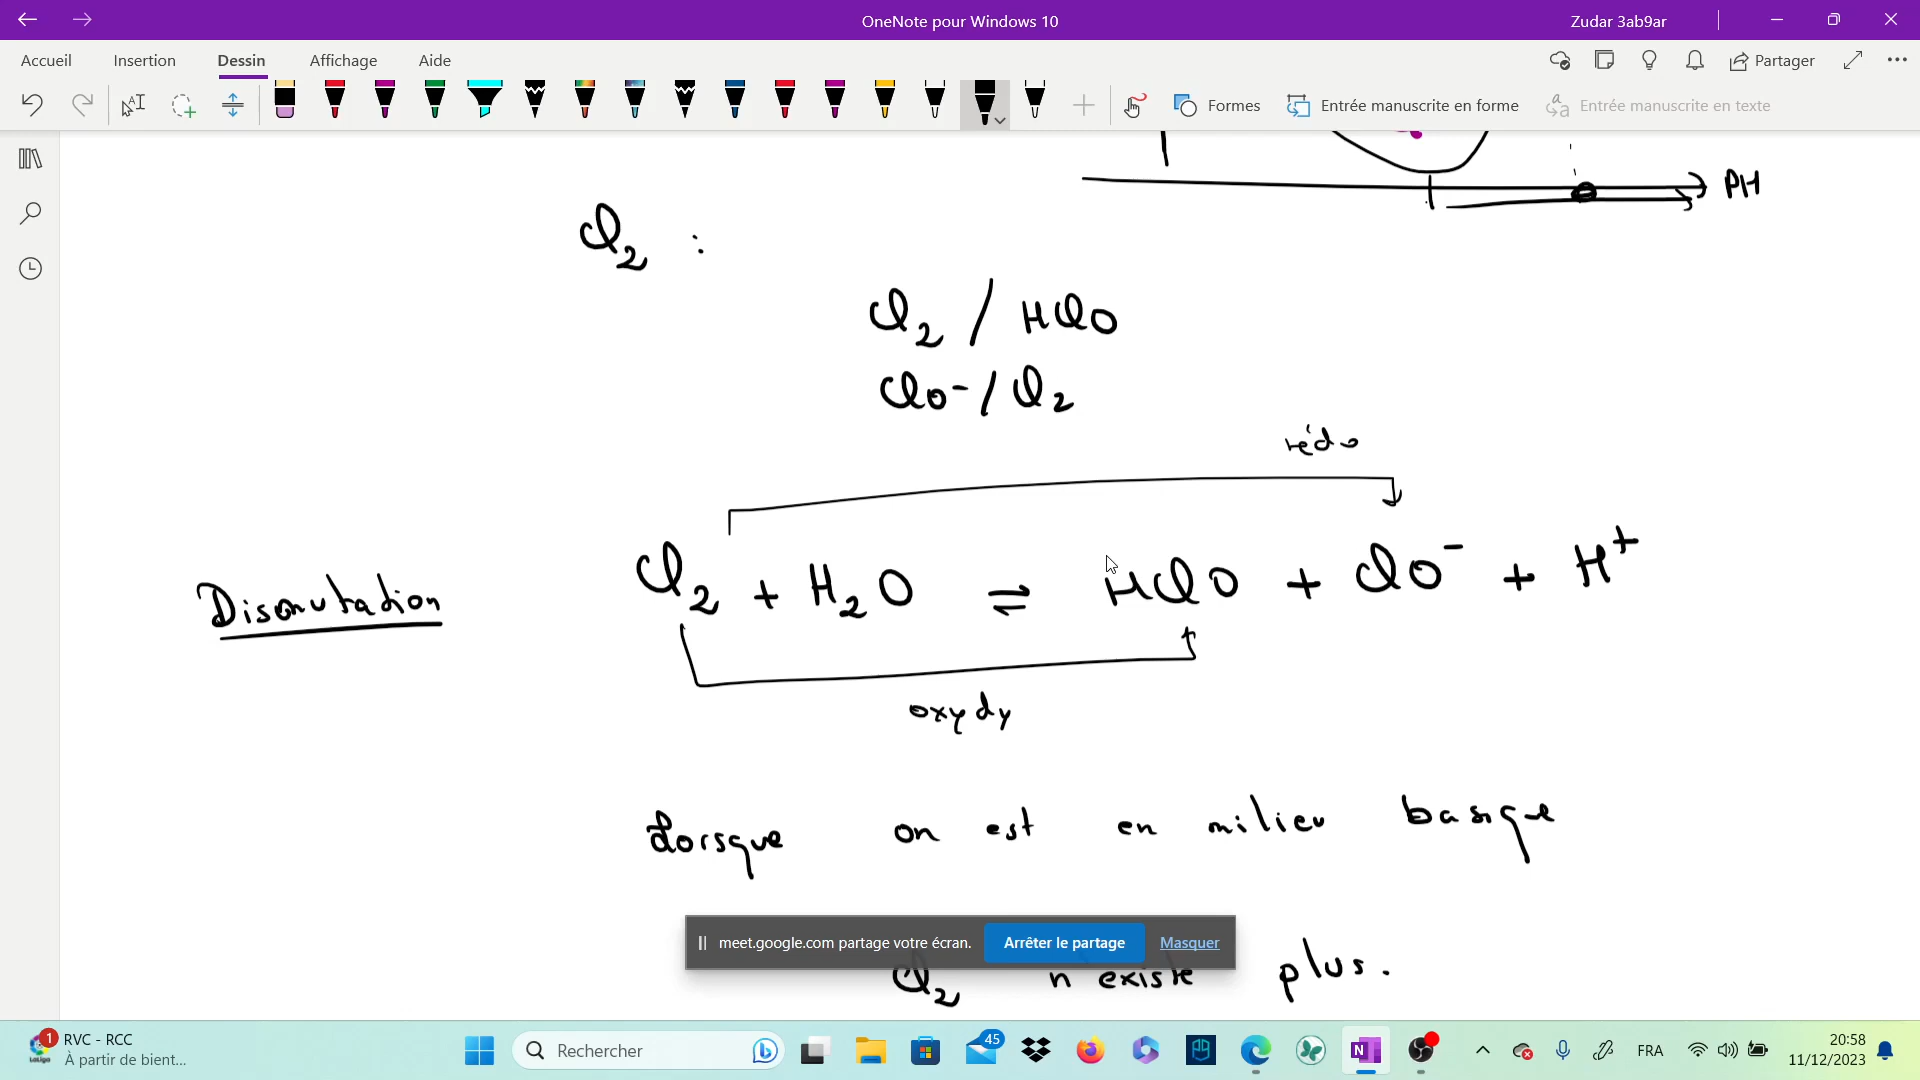 OneNote pour Windows 10
Zudar 3ab9ar
Accueil Insertion Dessin Affichage Aide
Partager
Formes
Entrée manuscrite en forme
Entrée manuscrite en texte
PH
Cl2 :
Cl2 / HClO
ClO- / Cl2
rédo
Dismutation
Cl2 + H2O ⇌ HClO + ClO- + H+
oxydy
Lorsque on est en milieu basique
meet.google.com partage votre écran.
Arrêter le partage
Masquer
Cl2 n'existe plus.
1
RVC - RCC
À partir de bient...
Rechercher
45
FRA
20:58
11/12/2023